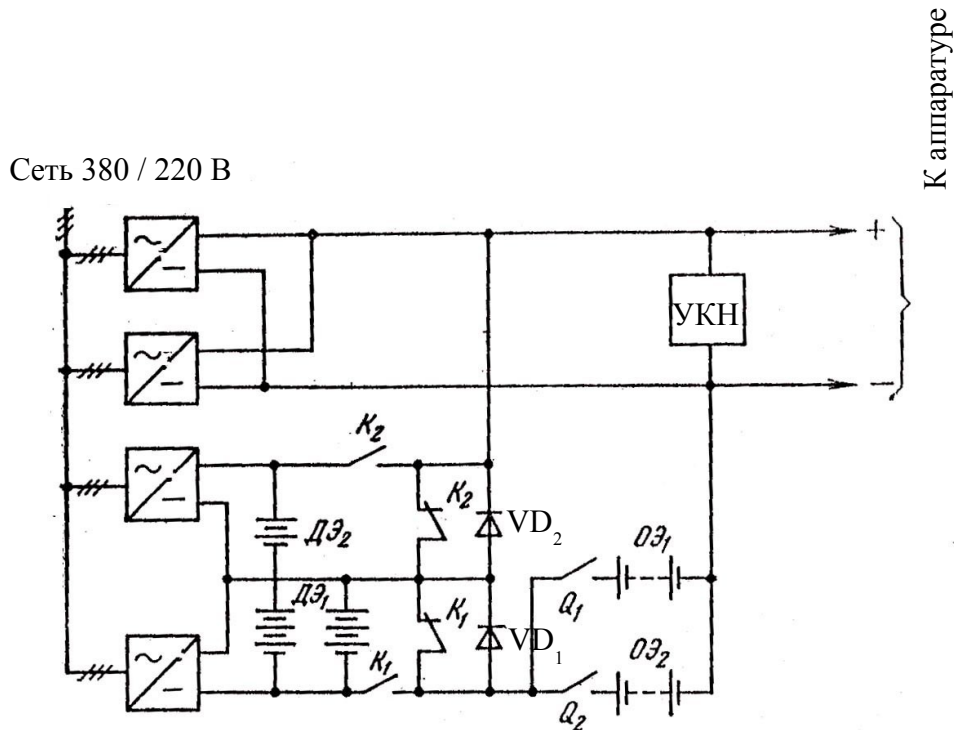 К аппаратуре
Сеть 380 / 220 В
+
УКН
−
K₂
K₂
ДЭ₂
VD₂
ОЭ₁
ДЭ₁
Q₁
K₁
VD₁
K₁
ОЭ₂
Q₂